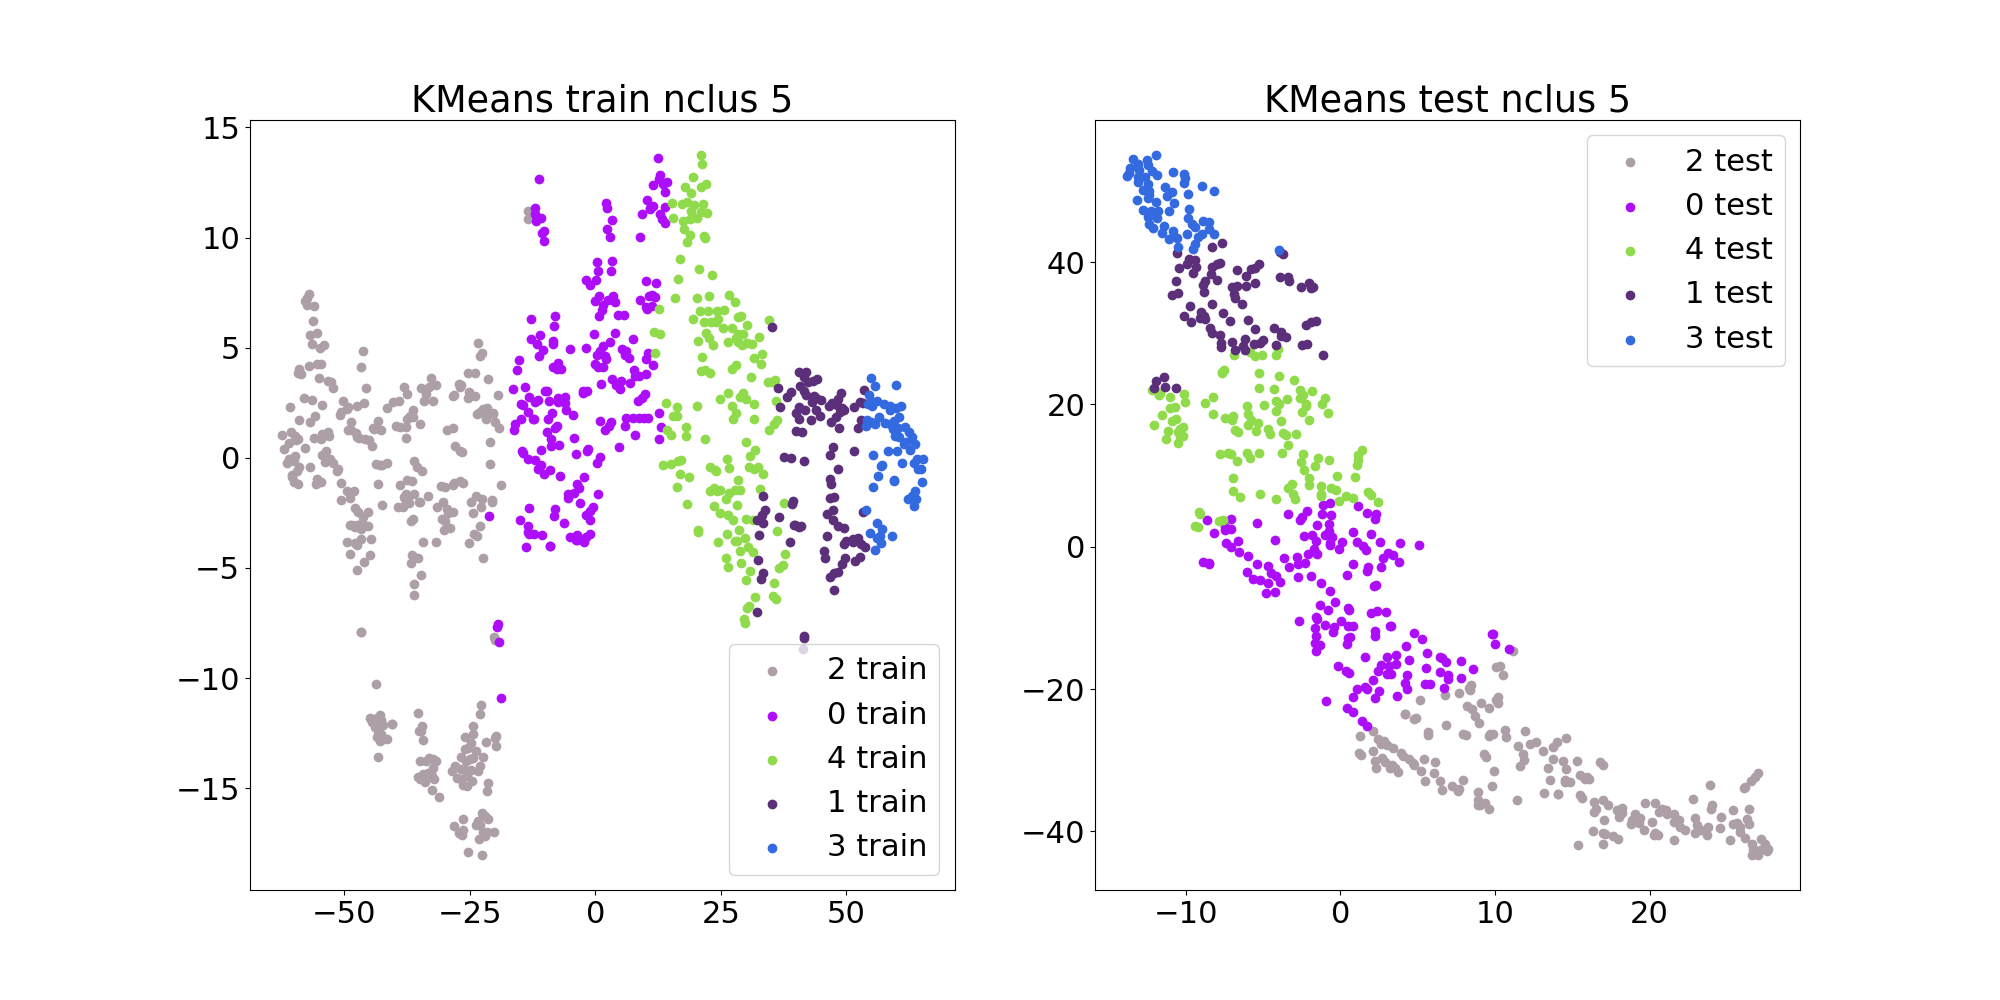 KMeans train nclus 5
15
10
5
0
−5
−10
−15
−50 −25 0 25 50
2 train
0 train
4 train
1 train
3 train
KMeans test nclus 5
40
20
0
−20
−40
−10 0 10 20
2 test
0 test
4 test
1 test
3 test